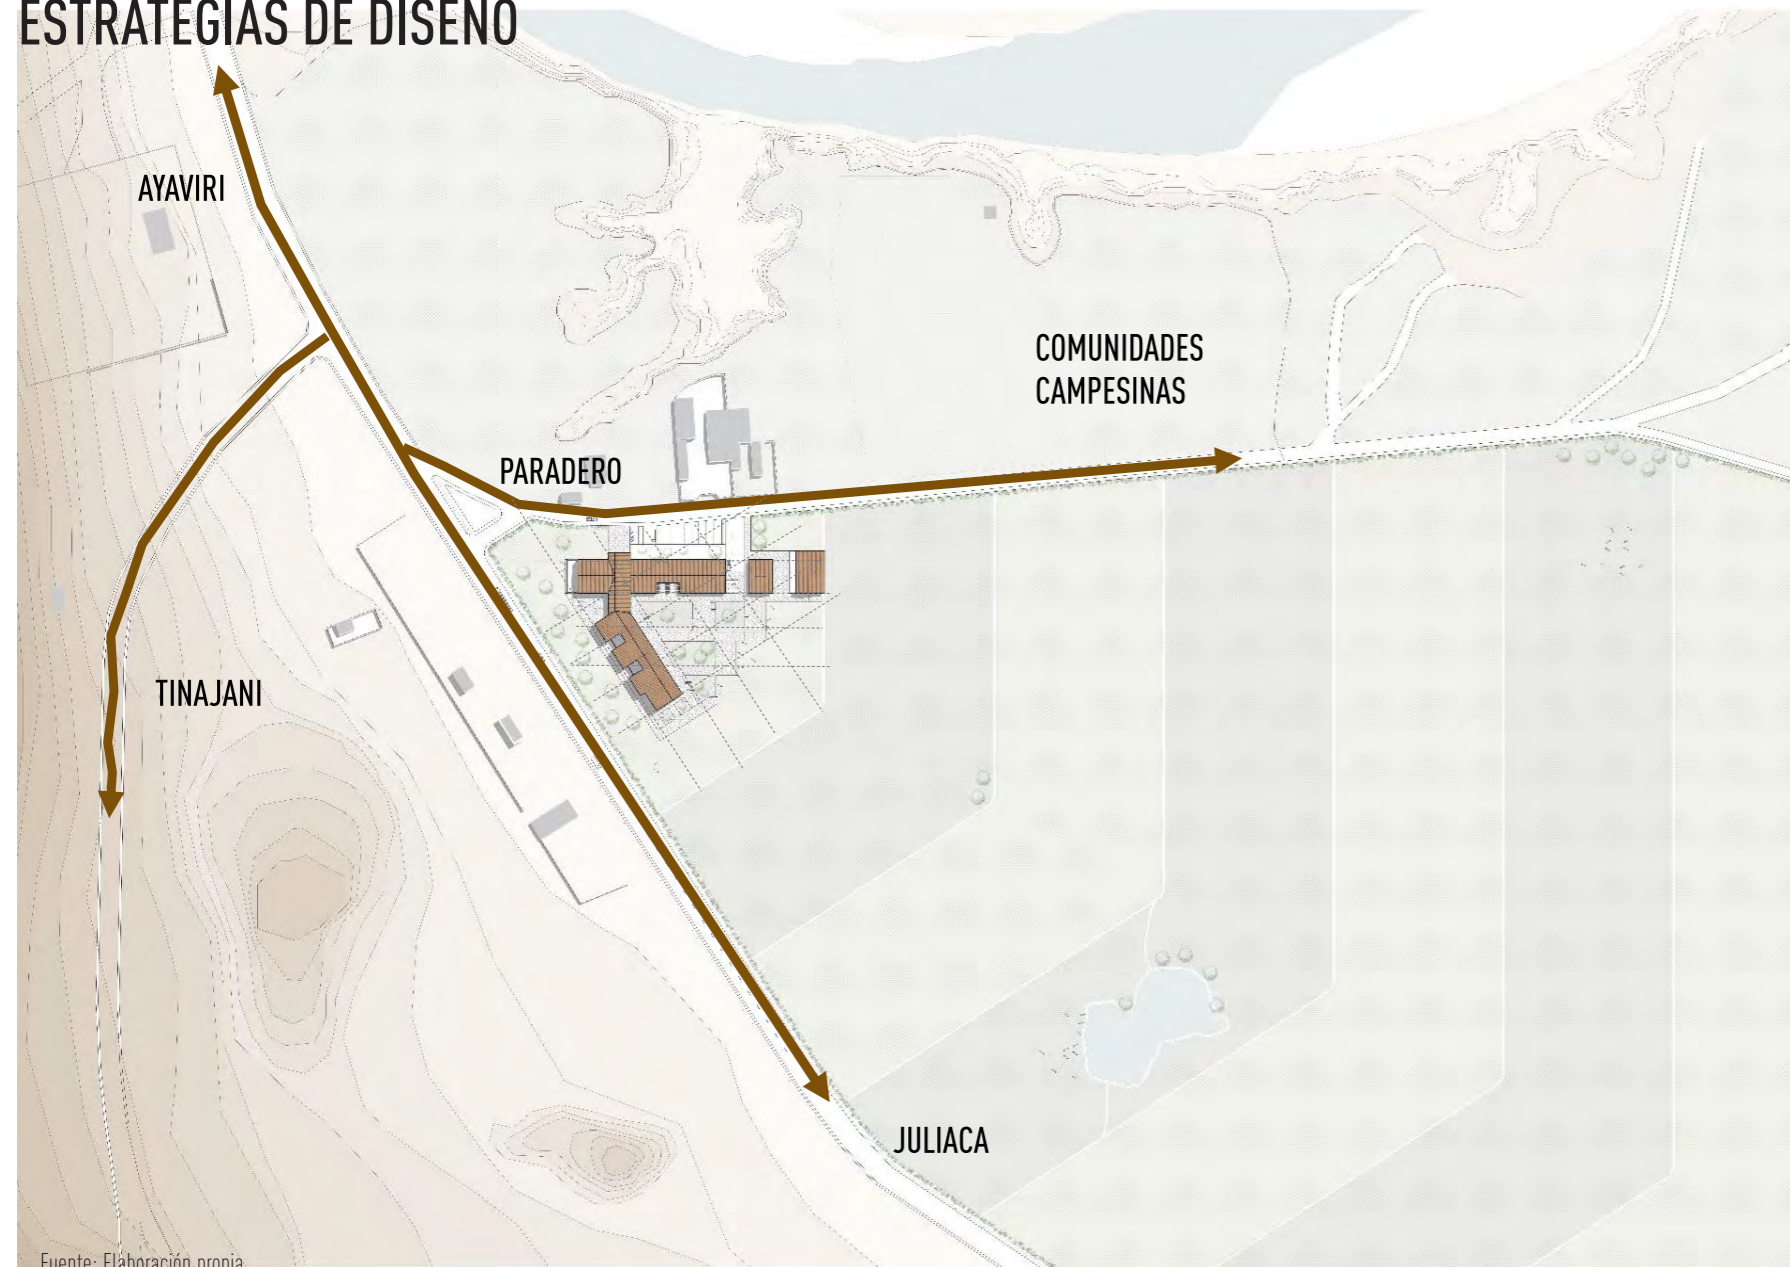 ESTRATEGIAS DE DISEÑO
AYAVIRI
COMUNIDADES
CAMPESINAS
PARADERO
TINAJANI
JULIACA
Fuente: Elaboración propia